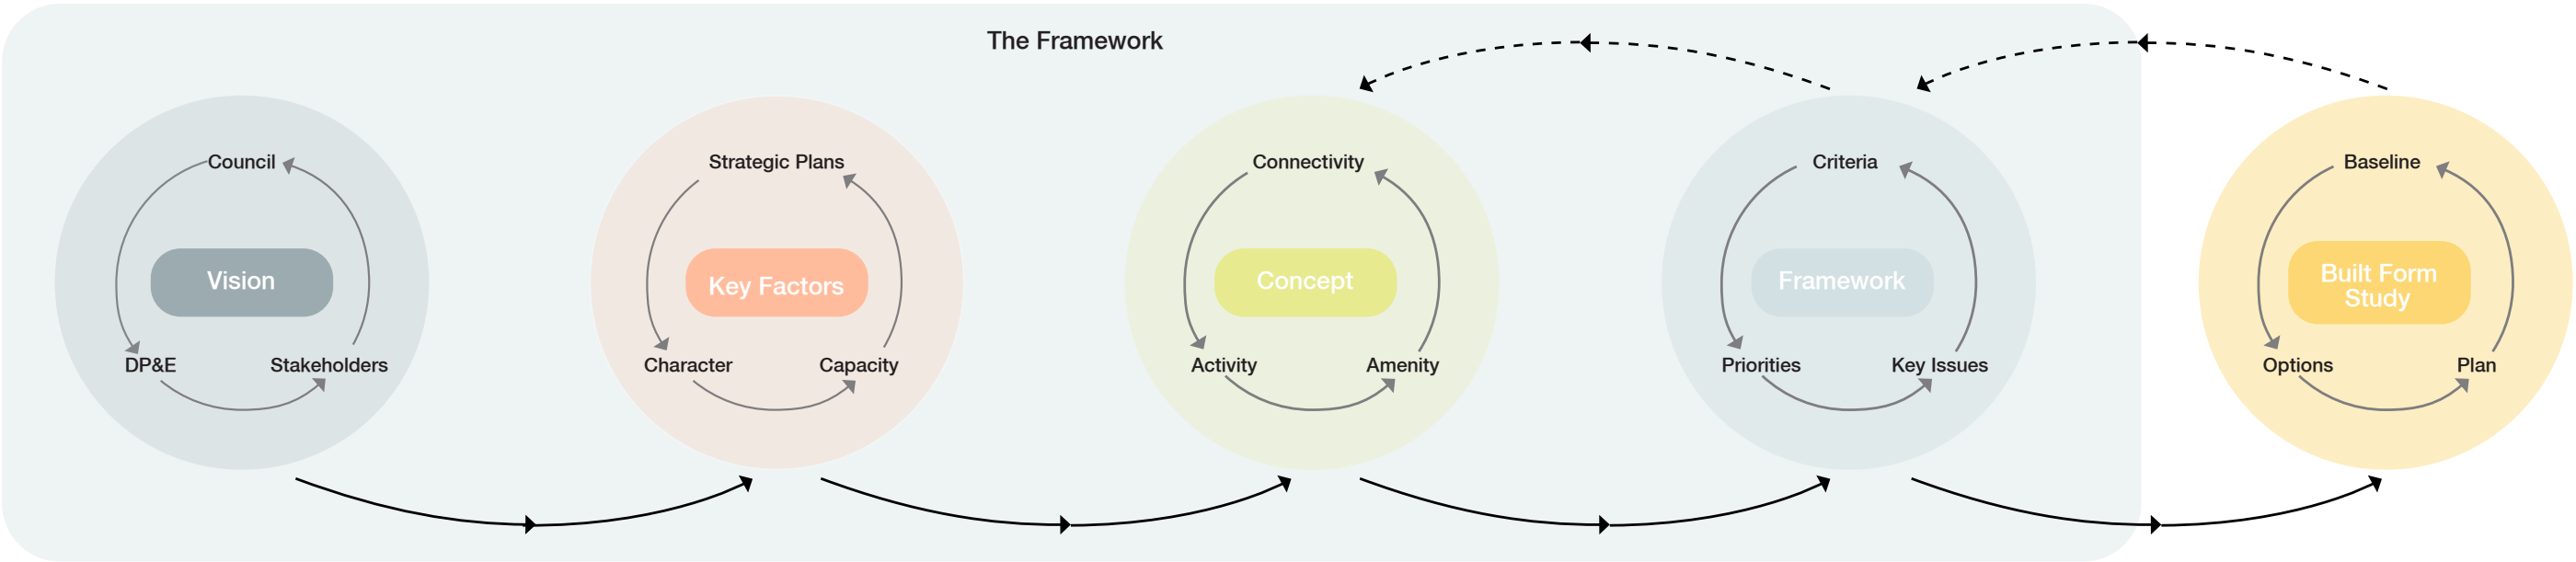 The Framework
Council
Vision
DP&E
Stakeholders
Strategic Plans
Key Factors
Character
Capacity
Connectivity
Concept
Activity
Amenity
Criteria
Framework
Priorities
Key Issues
Baseline
Built Form
Study
Options
Plan